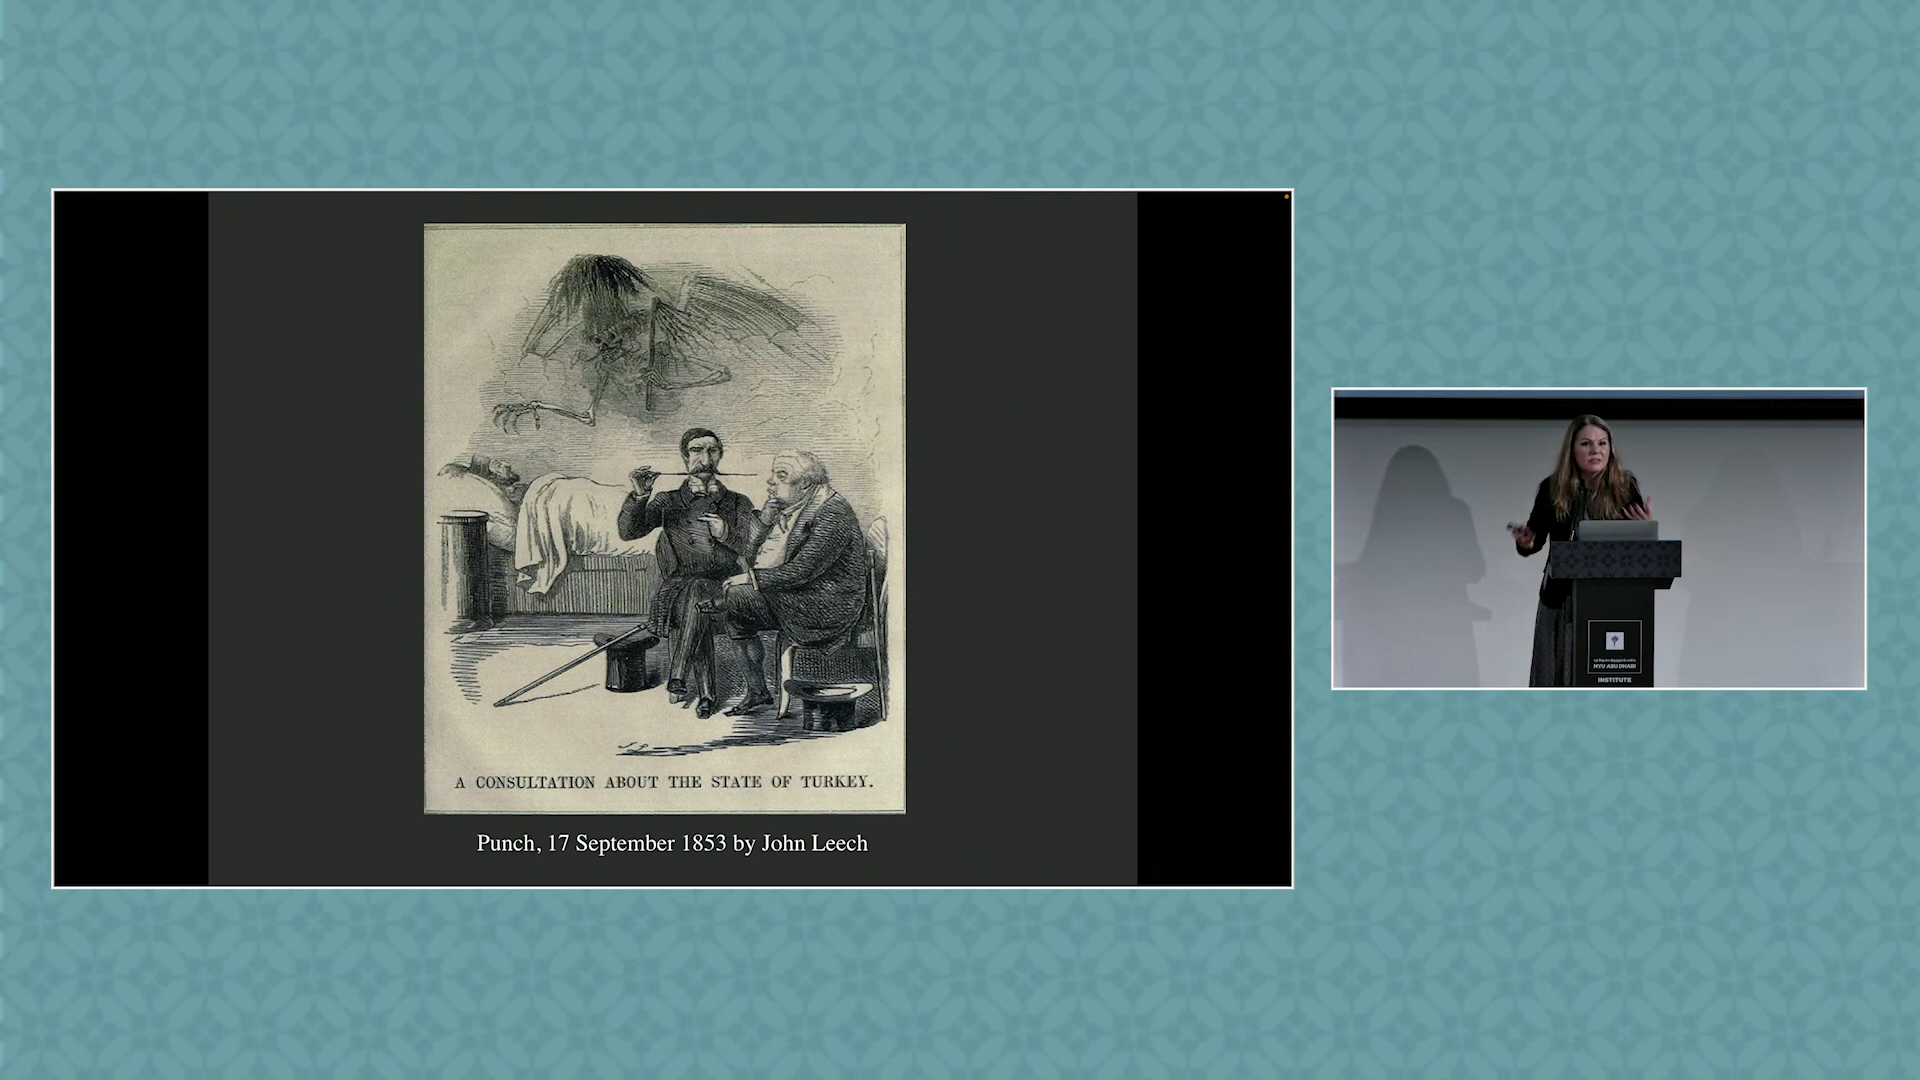 A CONSULTATION ABOUT THE STATE OF TURKEY.
Punch, 17 September 1853 by John Leech
NYU ABU DHABI
INSTITUTE